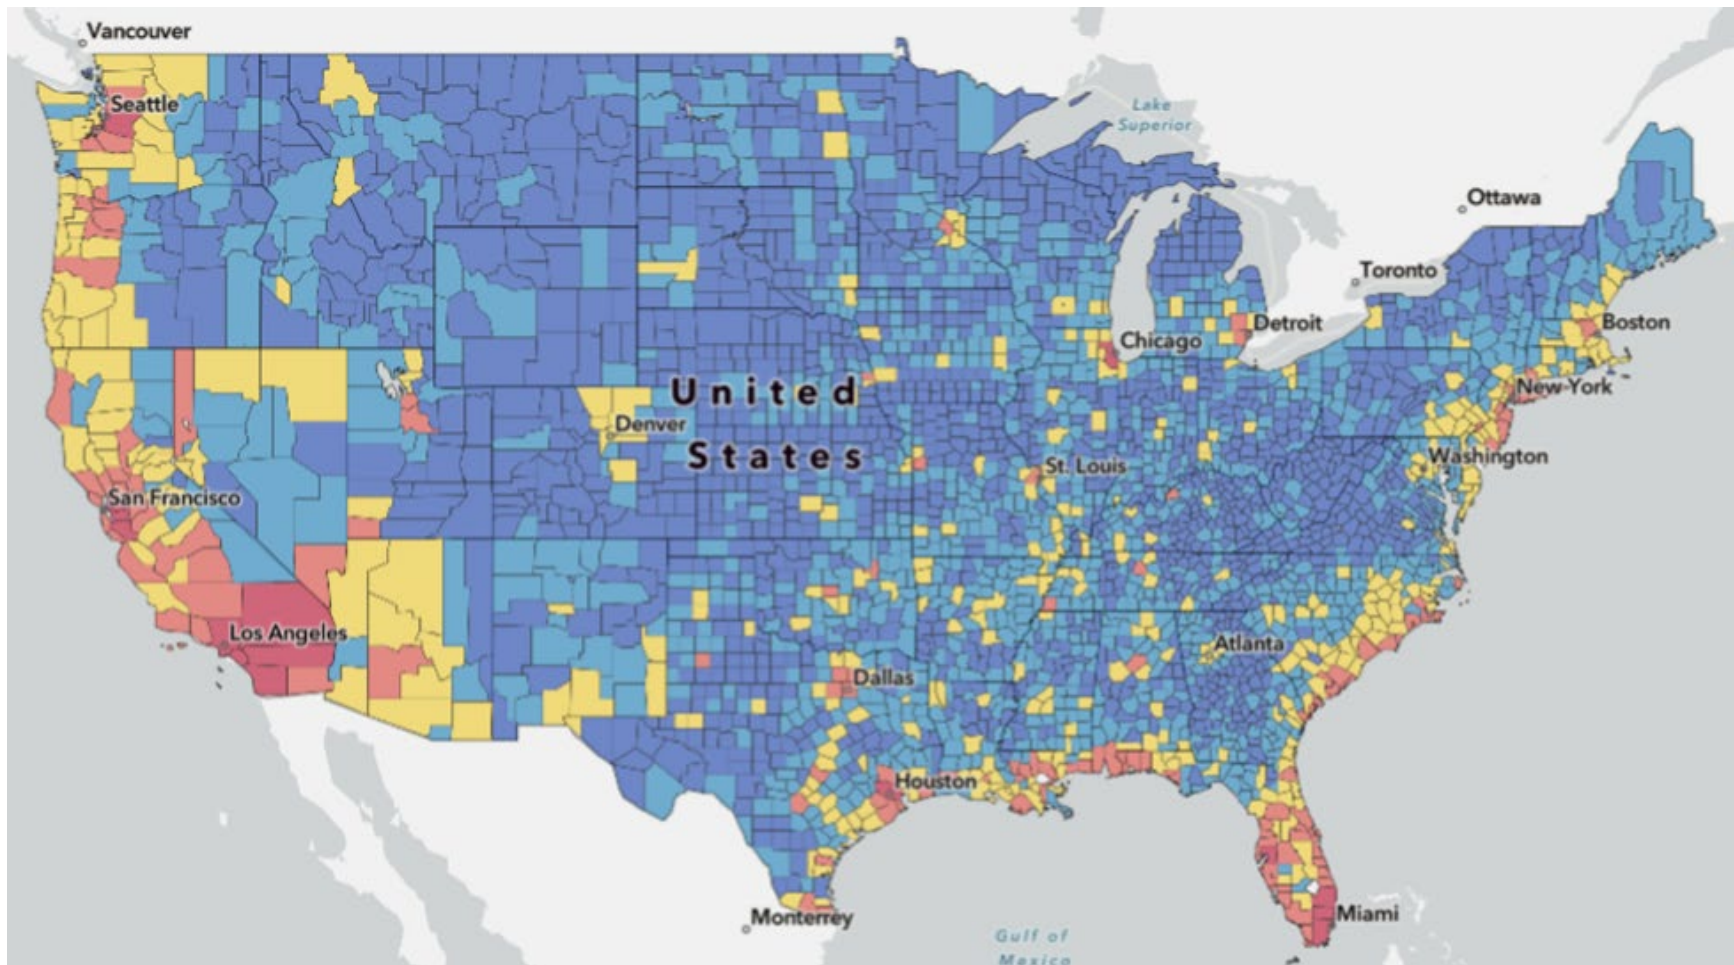 Vancouver
Seattle
Lake
Superior
Ottawa
Toronto
Boston
Detroit
Chicago
New York
United
States
Denver
Washington
St. Louis
San Francisco
Los Angeles
Atlanta
Dallas
Houston
Miami
Monterrey
Gulf of
Mexico